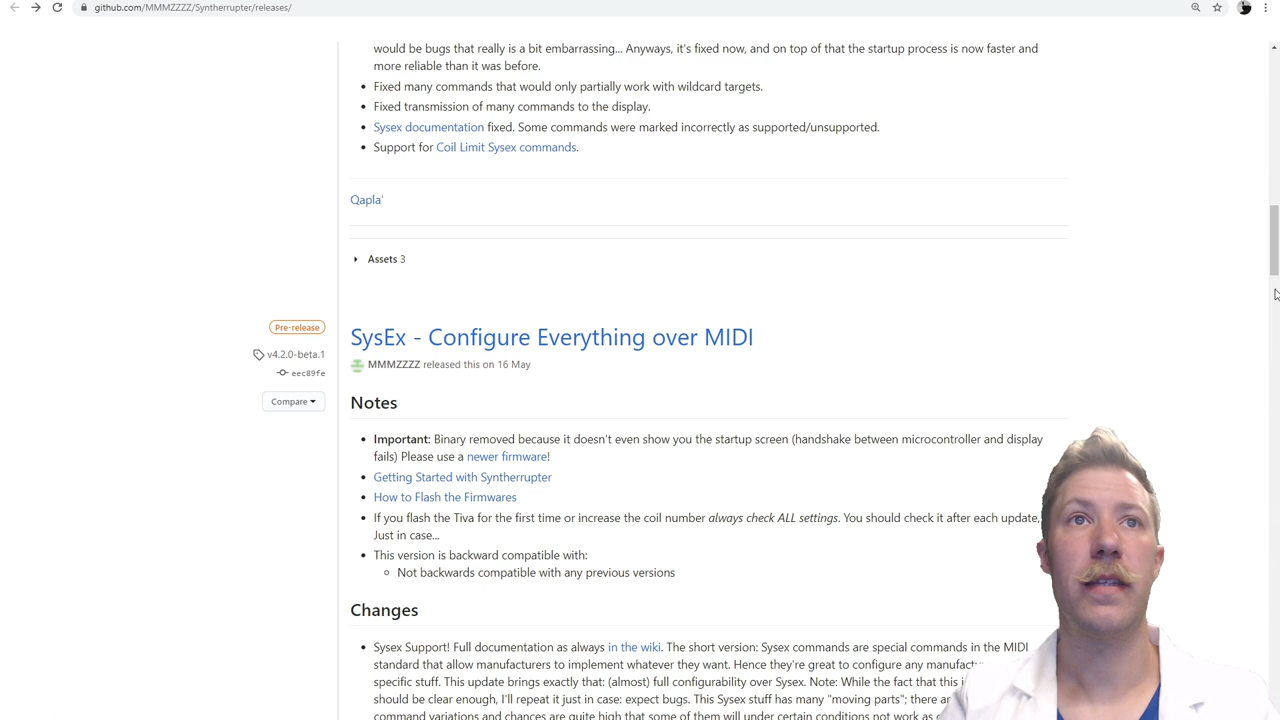 github.com/MMMZZZZ/Syntherrupter/releases/
would be bugs that really is a bit embarrassing... Anyways, it's fixed now, and on top of that the startup process is now faster and
more reliable than it was before.
Fixed many commands that would only partially work with wildcard targets.
Fixed transmission of many commands to the display.
Sysex documentation fixed. Some commands were marked incorrectly as supported/unsupported.
Support for Coil Limit Sysex commands.
Qapla'
Assets 3
Pre-release
v4.2.0-beta.1
eec89fe
Compare
SysEx - Configure Everything over MIDI
MMMZZZZ released this on 16 May
Notes
Important: Binary removed because it doesn't even show you the startup screen (handshake between microcontroller and display
fails) Please use a newer firmware!
Getting Started with Syntherrupter
How to Flash the Firmwares
If you flash the Tiva for the first time or increase the coil number always check ALL settings. You should check it after each update,
Just in case...
This version is backward compatible with:
Not backwards compatible with any previous versions
Changes
Sysex Support! Full documentation as always in the wiki. The short version: Sysex commands are special commands in the MIDI
standard that allow manufacturers to implement whatever they want. Hence they're great to configure any
specific stuff. This update brings exactly that: (almost) full configurability over Sysex. Note: While the fact that this
should be clear enough, I'll repeat it just in case: expect bugs. This Sysex stuff has many "moving parts"; there
command variations and chances are quite high that some of them will under certain conditions not work as